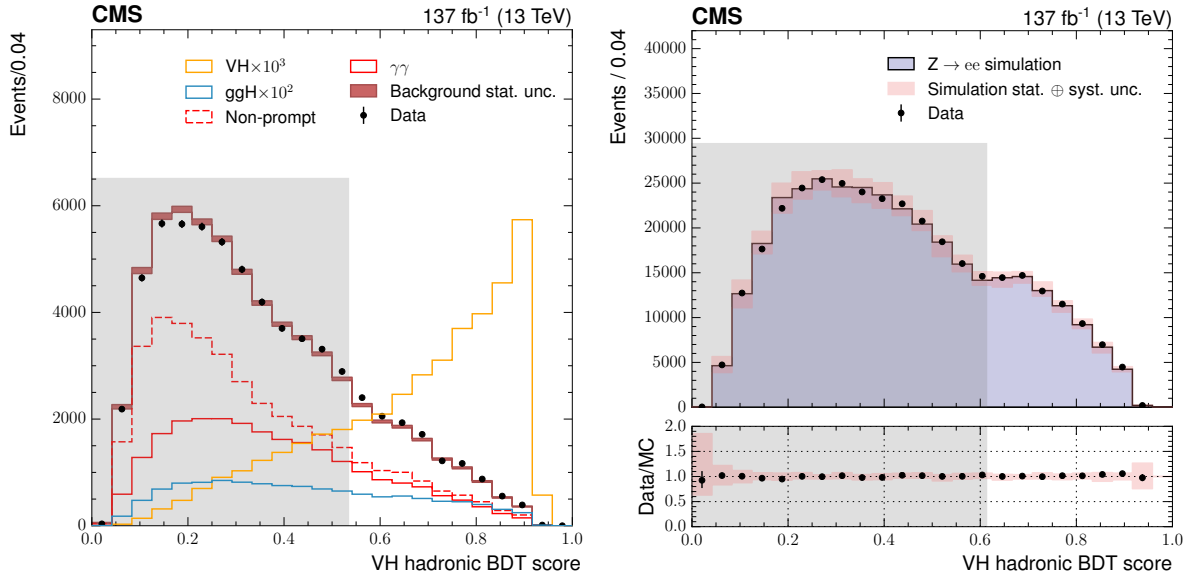 CMS 137 fb⁻¹ (13 TeV)
Events/0.04
VH×10³
ggH×10²
Non-prompt
γγ
Background stat. unc.
Data
8000
6000
4000
2000
0
0.0 0.2 0.4 0.6 0.8 1.0
VH hadronic BDT score
CMS 137 fb⁻¹ (13 TeV)
Events / 0.04
Z → ee simulation
Simulation stat. ⊕ syst. unc.
Data
40000
35000
30000
25000
20000
15000
10000
5000
0
Data/MC
2.0
1.5
1.0
0.5
0.0
0.0 0.2 0.4 0.6 0.8 1.0
VH hadronic BDT score